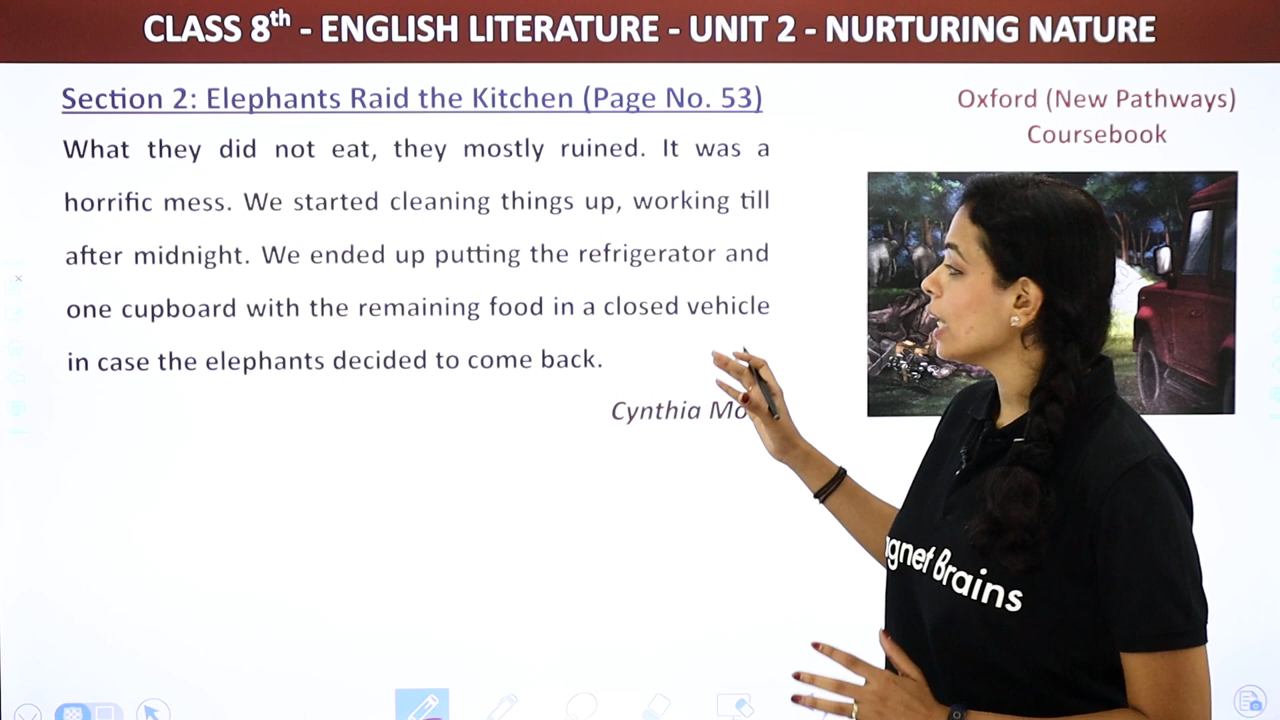 CLASS 8th - ENGLISH LITERATURE - UNIT 2 - NURTURING NATURE
Section 2: Elephants Raid the Kitchen (Page No. 53)
Oxford (New Pathways)
Coursebook
What they did not eat, they mostly ruined. It was a
horrific mess. We started cleaning things up, working till
after midnight. We ended up putting the refrigerator and
one cupboard with the remaining food in a closed vehicle
in case the elephants decided to come back.
Cynthia
Brains